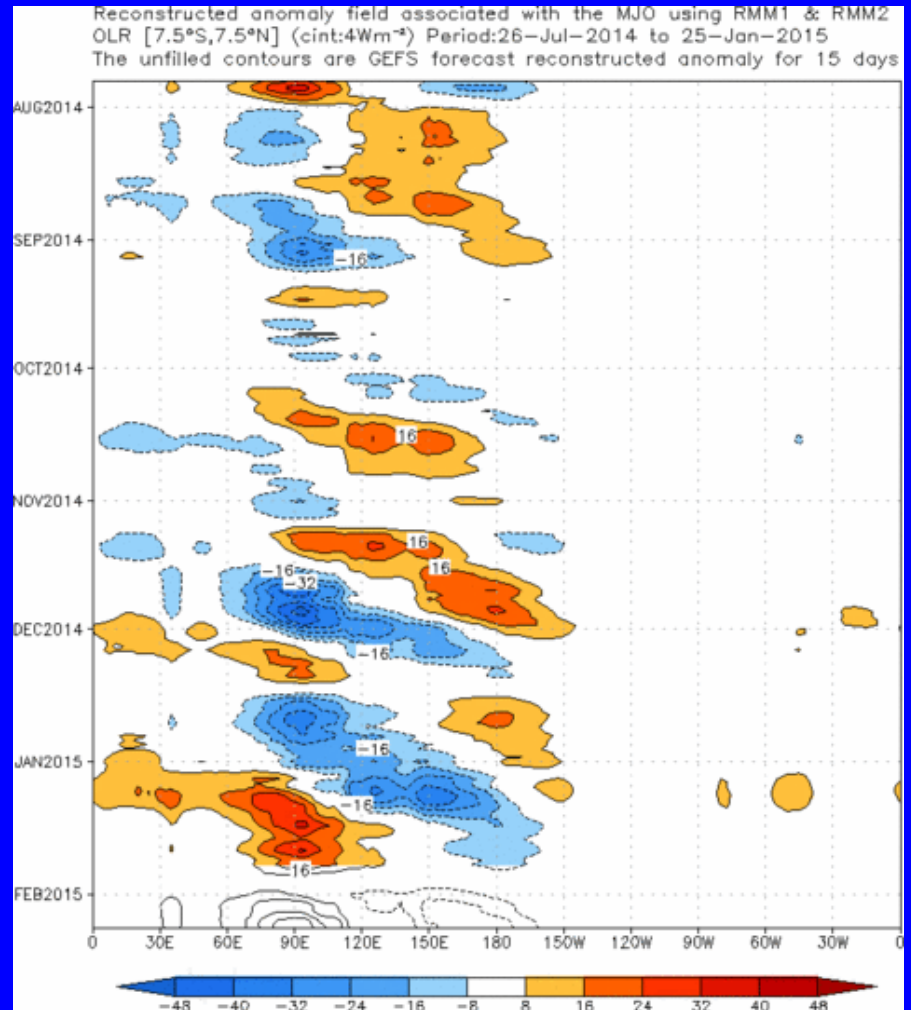 Reconstructed anomaly field associated with the MJO using RMM1 & RMM2
OLR [7.5°S,7.5°N] (cint:4Wm⁻²) Period:26-Jul-2014 to 25-Jan-2015
The unfilled contours are GEFS forecast reconstructed anomaly for 15 days
AUG2014
SEP2014
-16
OCT2014
16
NOV2014
16
16
-16
-32
DEC2014
-16
-16
JAN2015
-16
16
FEB2015
0 30E 60E 90E 120E 150E 180 150W 120W 90W 60W 30W 0
-48 -40 -32 -24 -16 -8 8 16 24 32 40 48